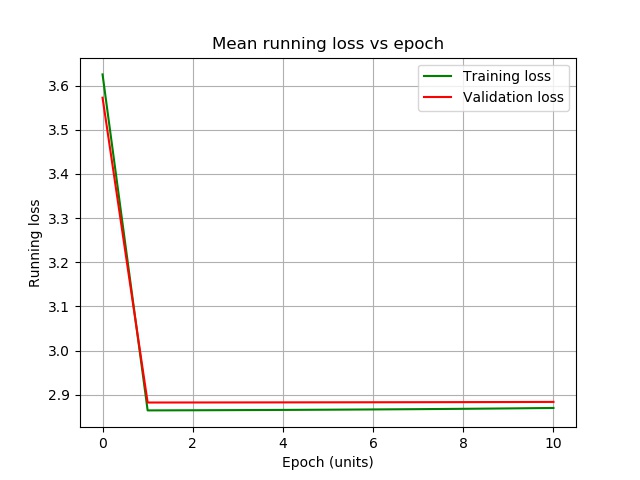 Mean running loss vs epoch
Training loss
Validation loss
3.6
3.5
3.4
3.3
3.2
3.1
3.0
2.9
Running loss
0 2 4 6 8 10
Epoch (units)